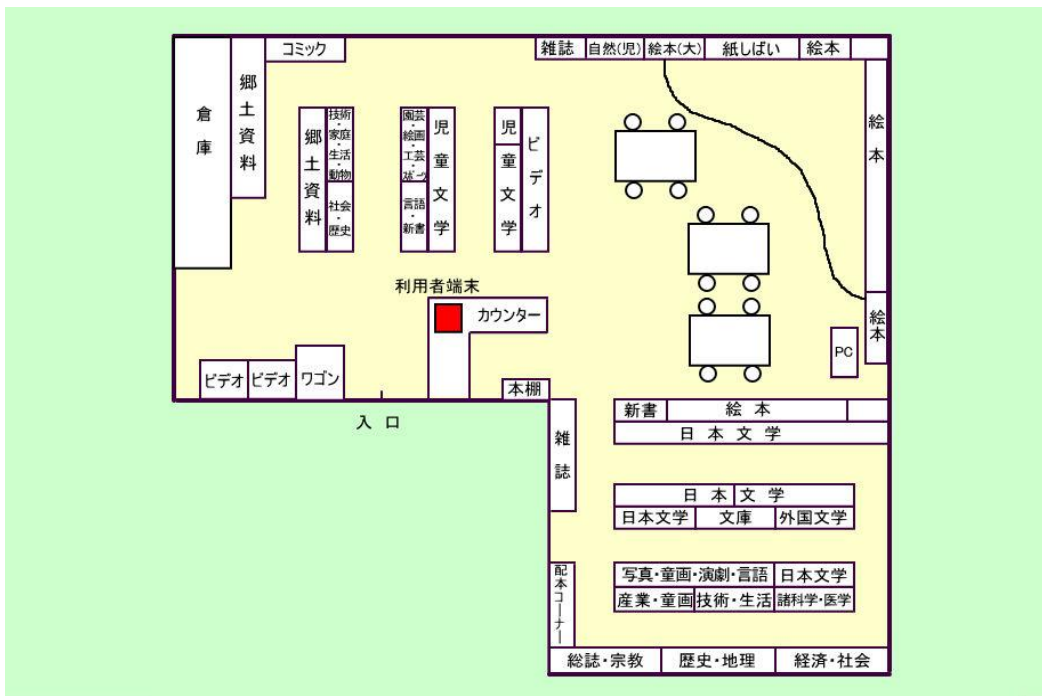 コミック
雑誌
自然(児)
絵本(大)
紙しばい
絵本
倉庫
郷土資料
郷土資料
技術・家庭・生活・動物
社会・歴史
園芸・絵画・工芸・スポーツ
言語・新書
児童文学
児童文学
ビデオ
絵本
利用者端末
カウンター
絵本
PC
ビデオ
ビデオ
ワゴン
本棚
入口
雑誌
新書
絵本
日本文学
日本文学
日本文学
文庫
外国文学
配本コーナー
写真・童画・演劇・言語
日本文学
産業・童画
技術・生活
諸科学・医学
総誌・宗教
歴史・地理
経済・社会